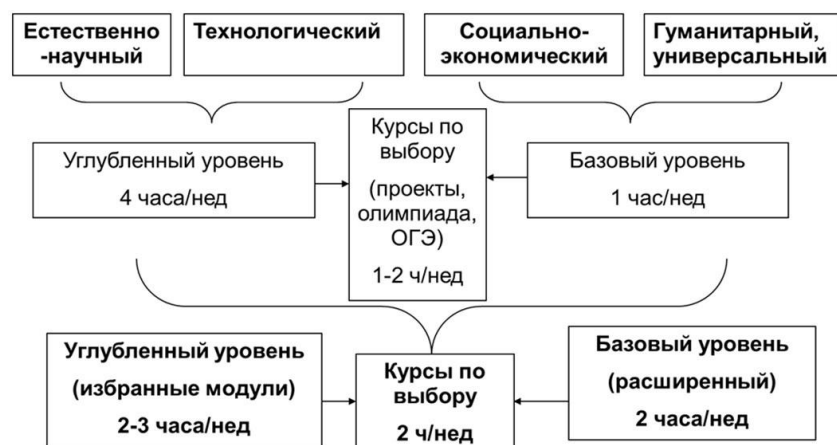 Естественно
-научный
Технологический
Социально-
экономический
Гуманитарный,
универсальный
Углубленный уровень
4 часа/нед
Курсы по
выбору
(проекты,
олимпиада,
ОГЭ)
1-2 ч/нед
Базовый уровень
1 час/нед
Углубленный уровень
(избранные модули)
2-3 часа/нед
Курсы по
выбору
2 ч/нед
Базовый уровень
(расширенный)
2 часа/нед